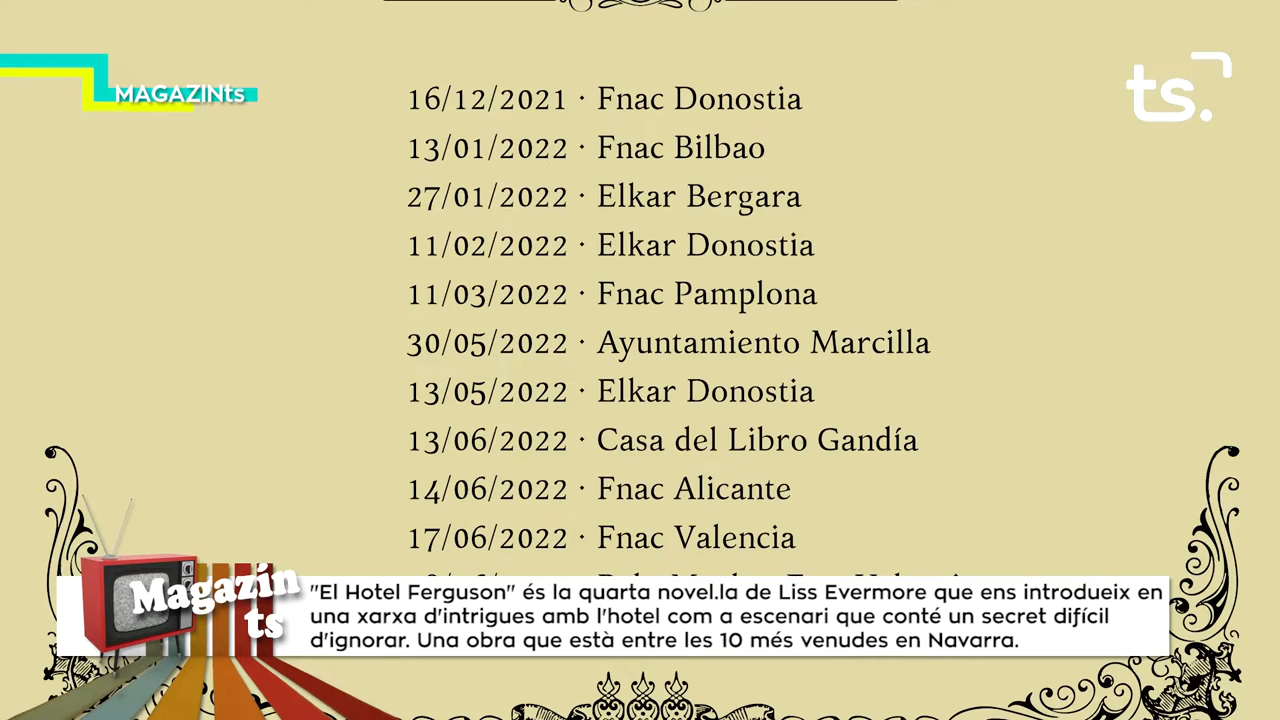 MAGAZINts
ts.
16/12/2021 · Fnac Donostia
13/01/2022 · Fnac Bilbao
27/01/2022 · Elkar Bergara
11/02/2022 · Elkar Donostia
11/03/2022 · Fnac Pamplona
30/05/2022 · Ayuntamiento Marcilla
13/05/2022 · Elkar Donostia
13/06/2022 · Casa del Libro Gandía
14/06/2022 · Fnac Alicante
17/06/2022 · Fnac Valencia
Magazin
ts
"El Hotel Ferguson" és la quarta novel.la de Liss Evermore que ens introdueix en
una xarxa d'intrigues amb l'hotel com a escenari que conté un secret difícil
d'ignorar. Una obra que està entre les 10 més venudes en Navarra.